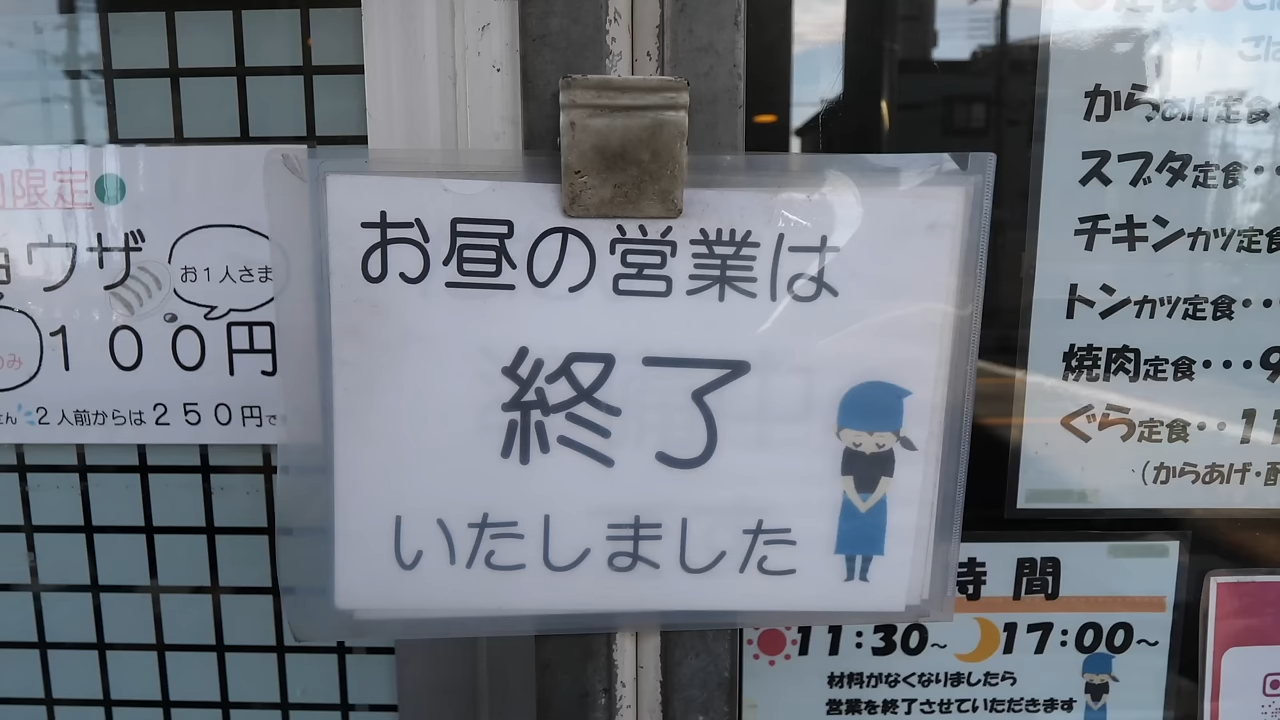 限定
ウザ
お1人さま
100円
2人前からは250円で
お昼の営業は
終了
いたしました
からあげ定食
スブタ定食・・
チキンカツ定食
トンカツ定食・・・
焼肉定食・・・9
ぐら定食・・11
(からあげ・酢
時間
11:30~ 17:00~
材料がなくなりましたら
営業を終了させていただきます